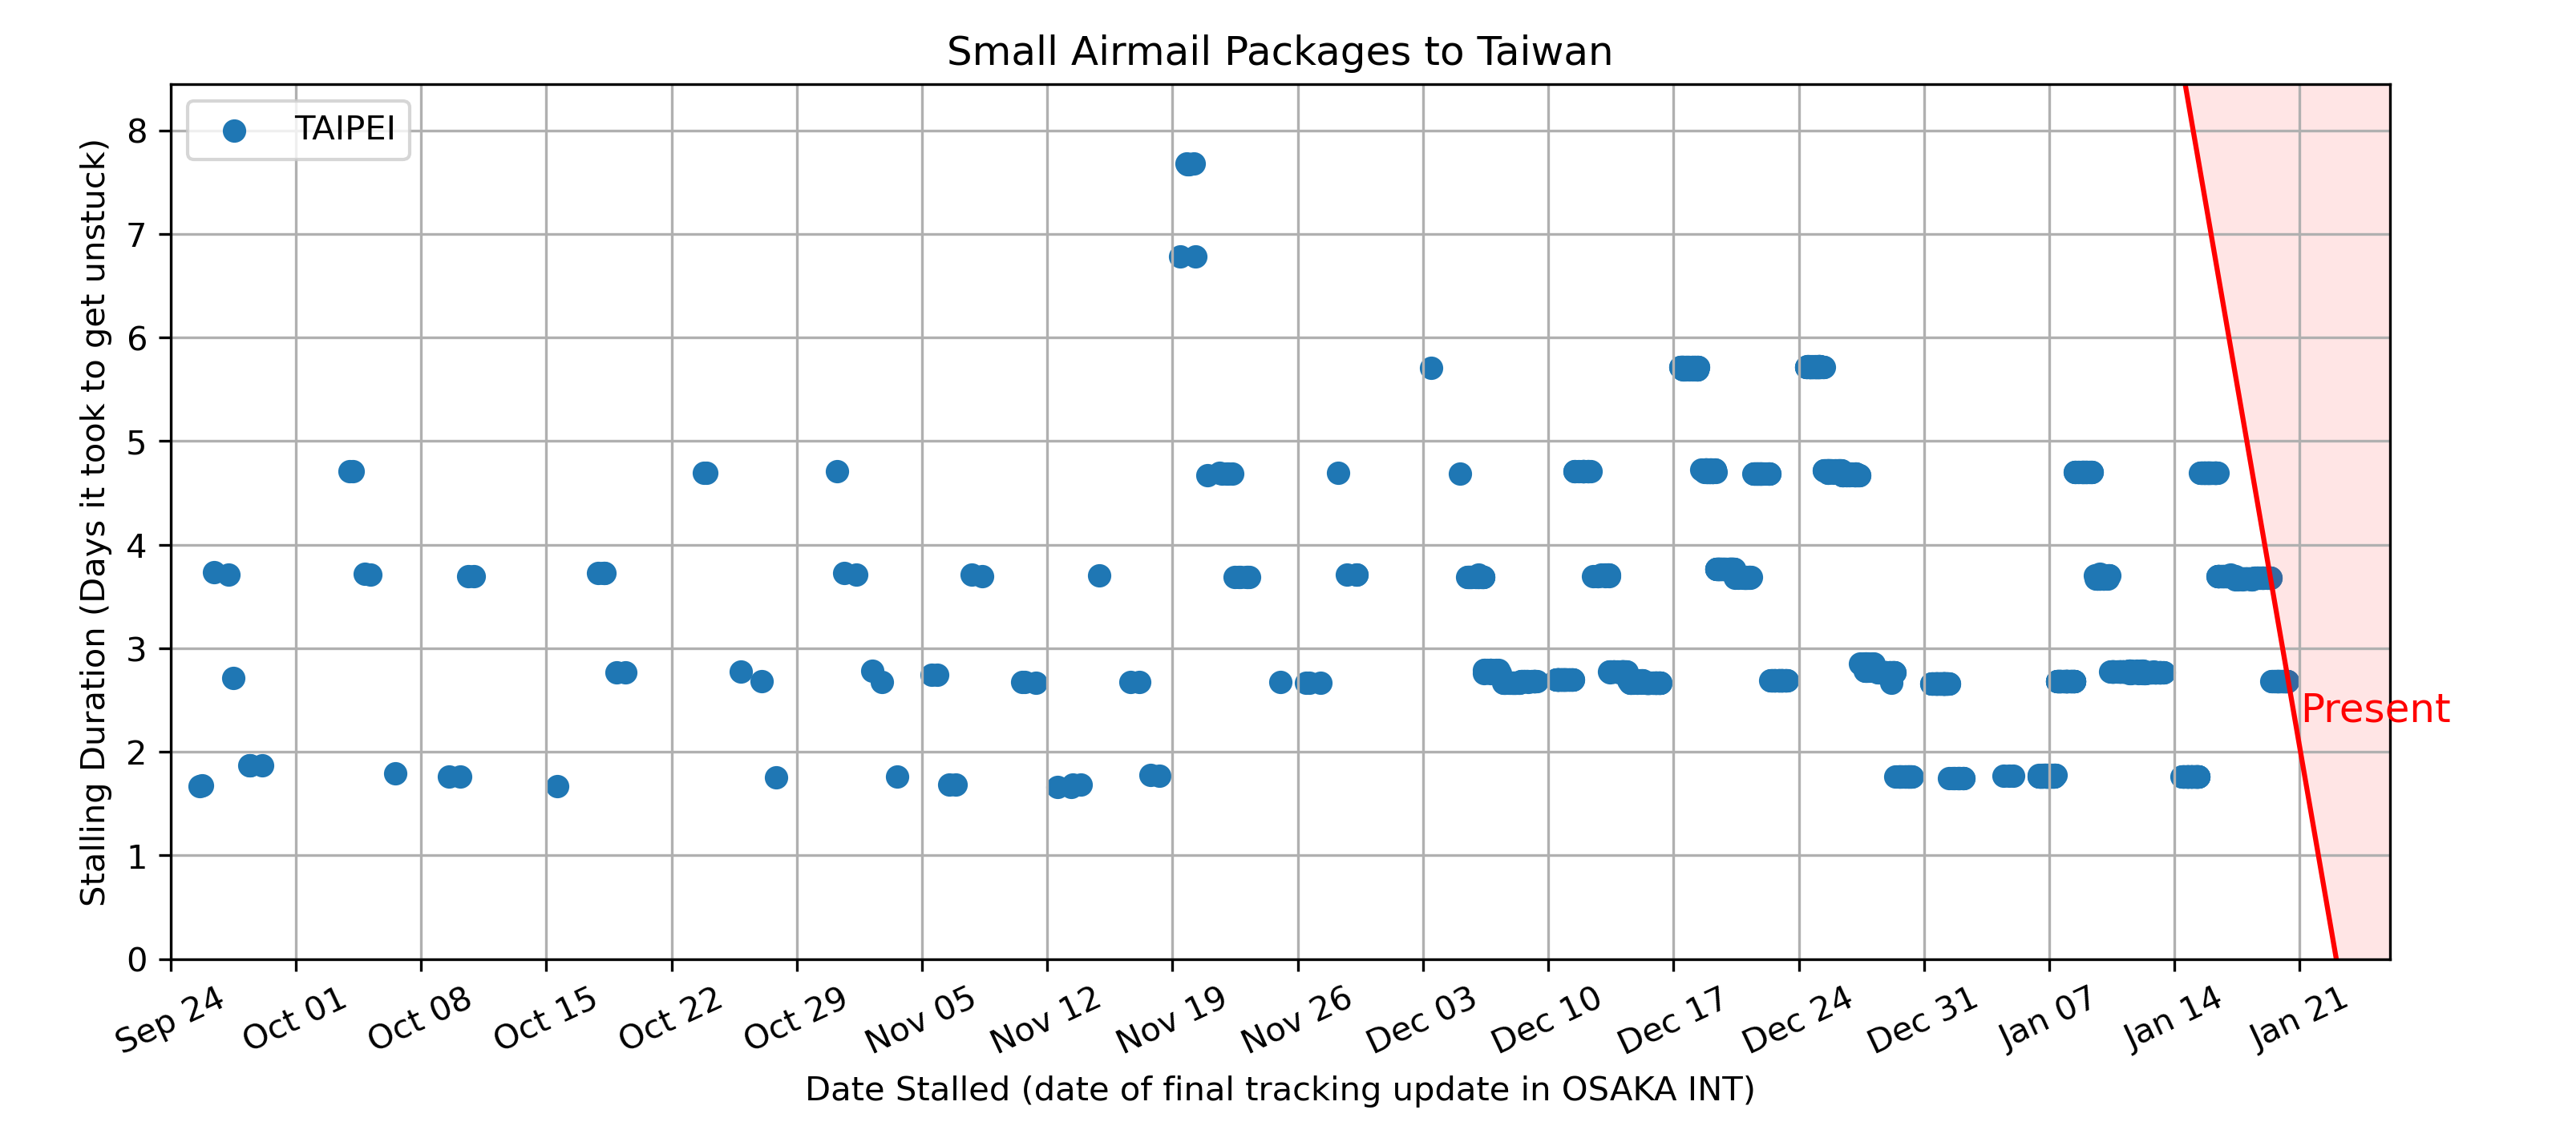 Small Airmail Packages to Taiwan
TAIPEI
Stalling Duration (Days it took to get unstuck)
8
7
6
5
4
3
2
1
0
Present
Sep 24
Oct 01
Oct 08
Oct 15
Oct 22
Oct 29
Nov 05
Nov 12
Nov 19
Nov 26
Dec 03
Dec 10
Dec 17
Dec 24
Dec 31
Jan 07
Jan 14
Jan 21
Date Stalled (date of final tracking update in OSAKA INT)